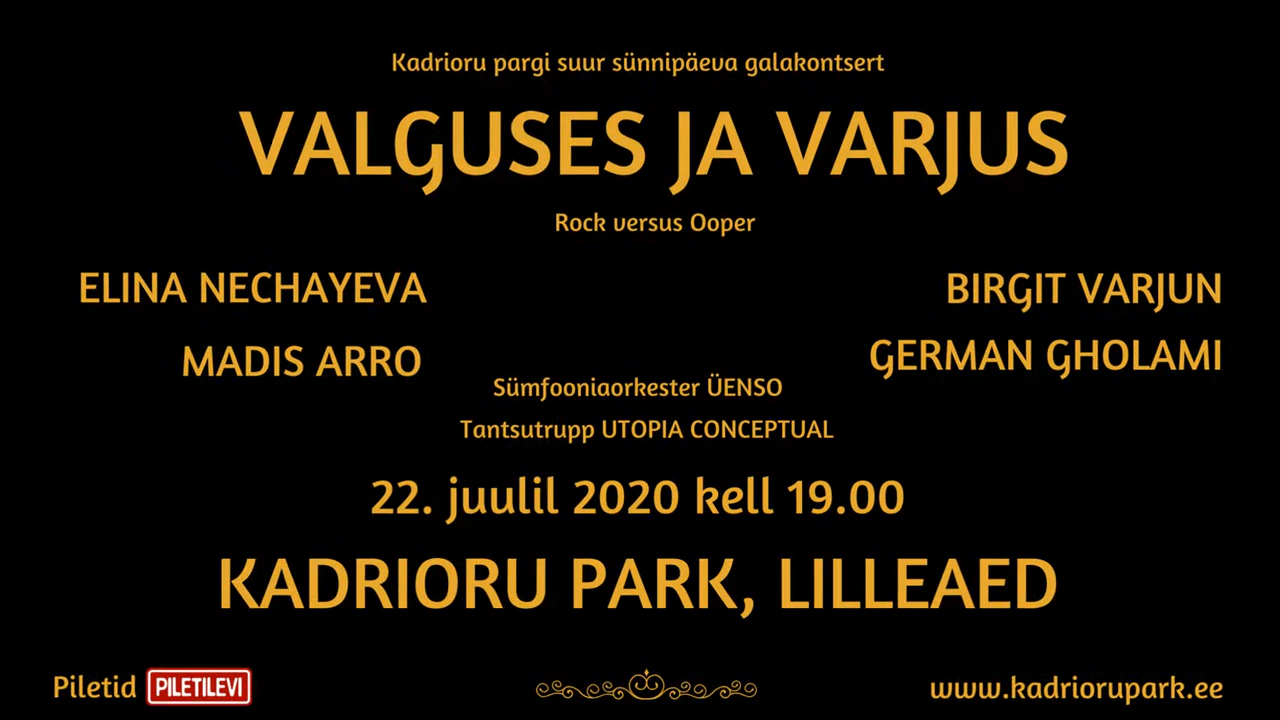 Kadrioru pargi suur sünnipäeva galakontsert
VALGUSES JA VARJUS
Rock versus Ooper
ELINA NECHAYEVA
BIRGIT VARJUN
MADIS ARRO
GERMAN GHOLAMI
Sümfooniaorkester ÜENSO
Tantsutrupp UTOPIA CONCEPTUAL
22. juulil 2020 kell 19.00
KADRIORU PARK, LILLEAED
Piletid PILETILEVI
www.kadriorupark.ee